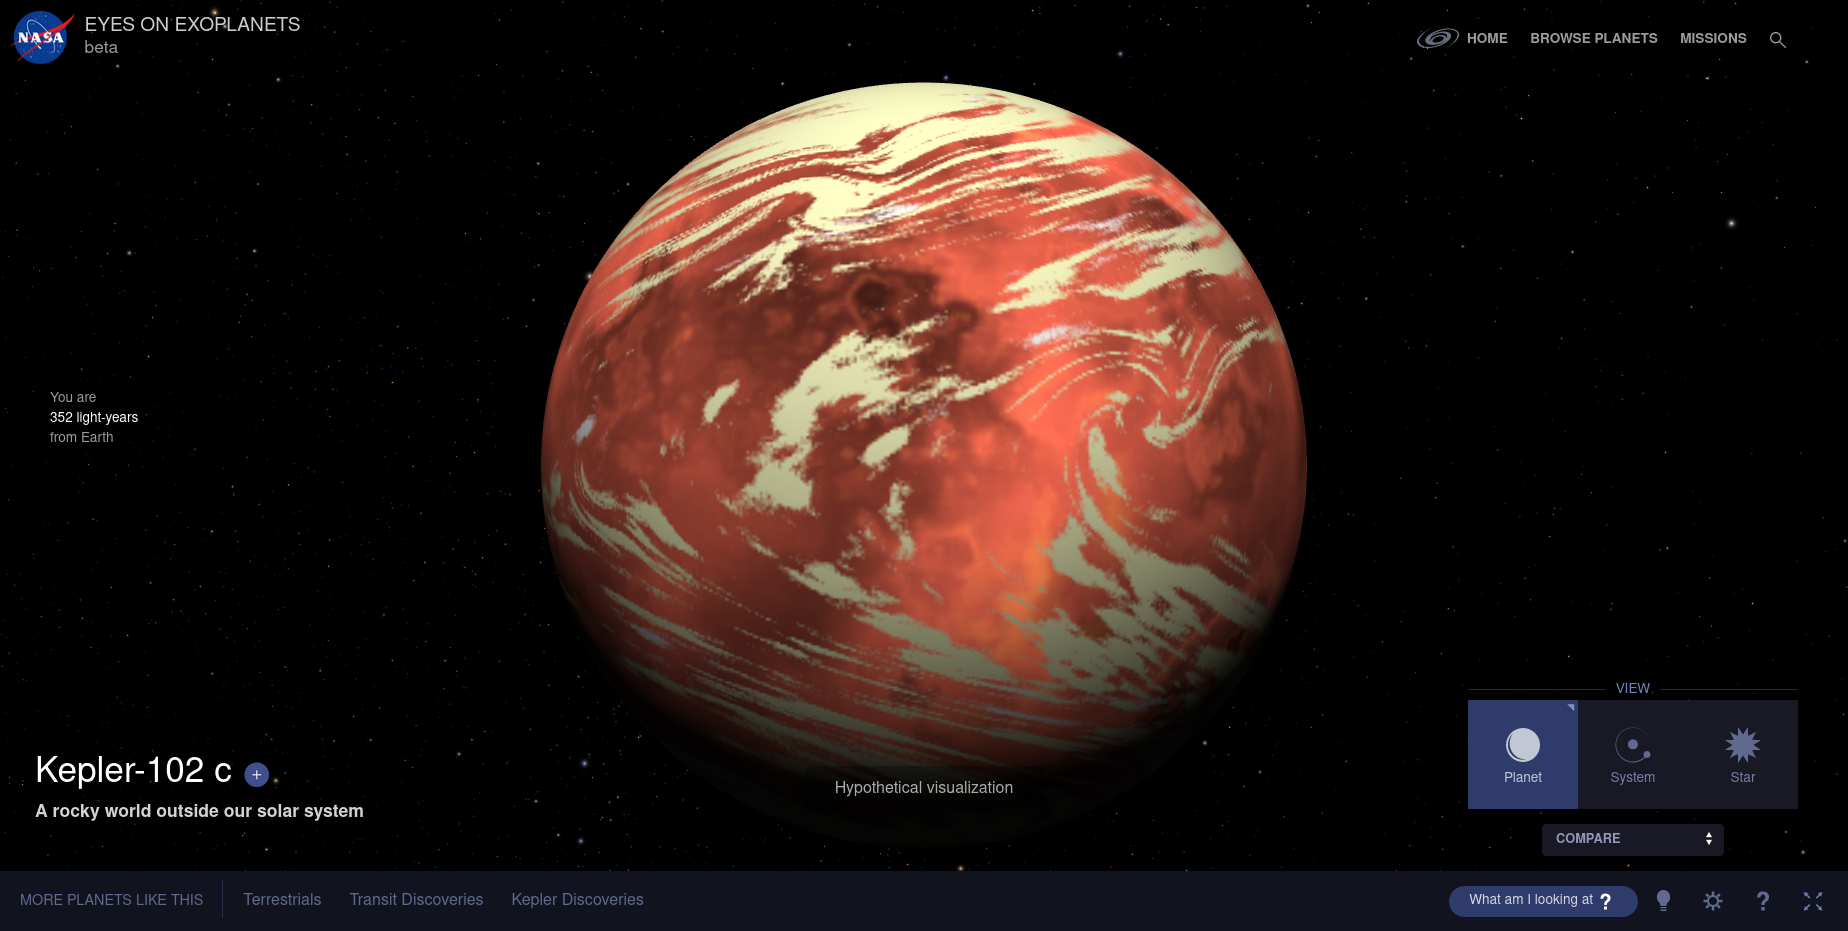 NASA
EYES ON EXOPLANETS
beta
HOME
BROWSE PLANETS
MISSIONS
You are
352 light-years
from Earth
Kepler-102 c +
A rocky world outside our solar system
Hypothetical visualization
VIEW
Planet
System
Star
COMPARE
MORE PLANETS LIKE THIS
Terrestrials
Transit Discoveries
Kepler Discoveries
What am I looking at ?
?